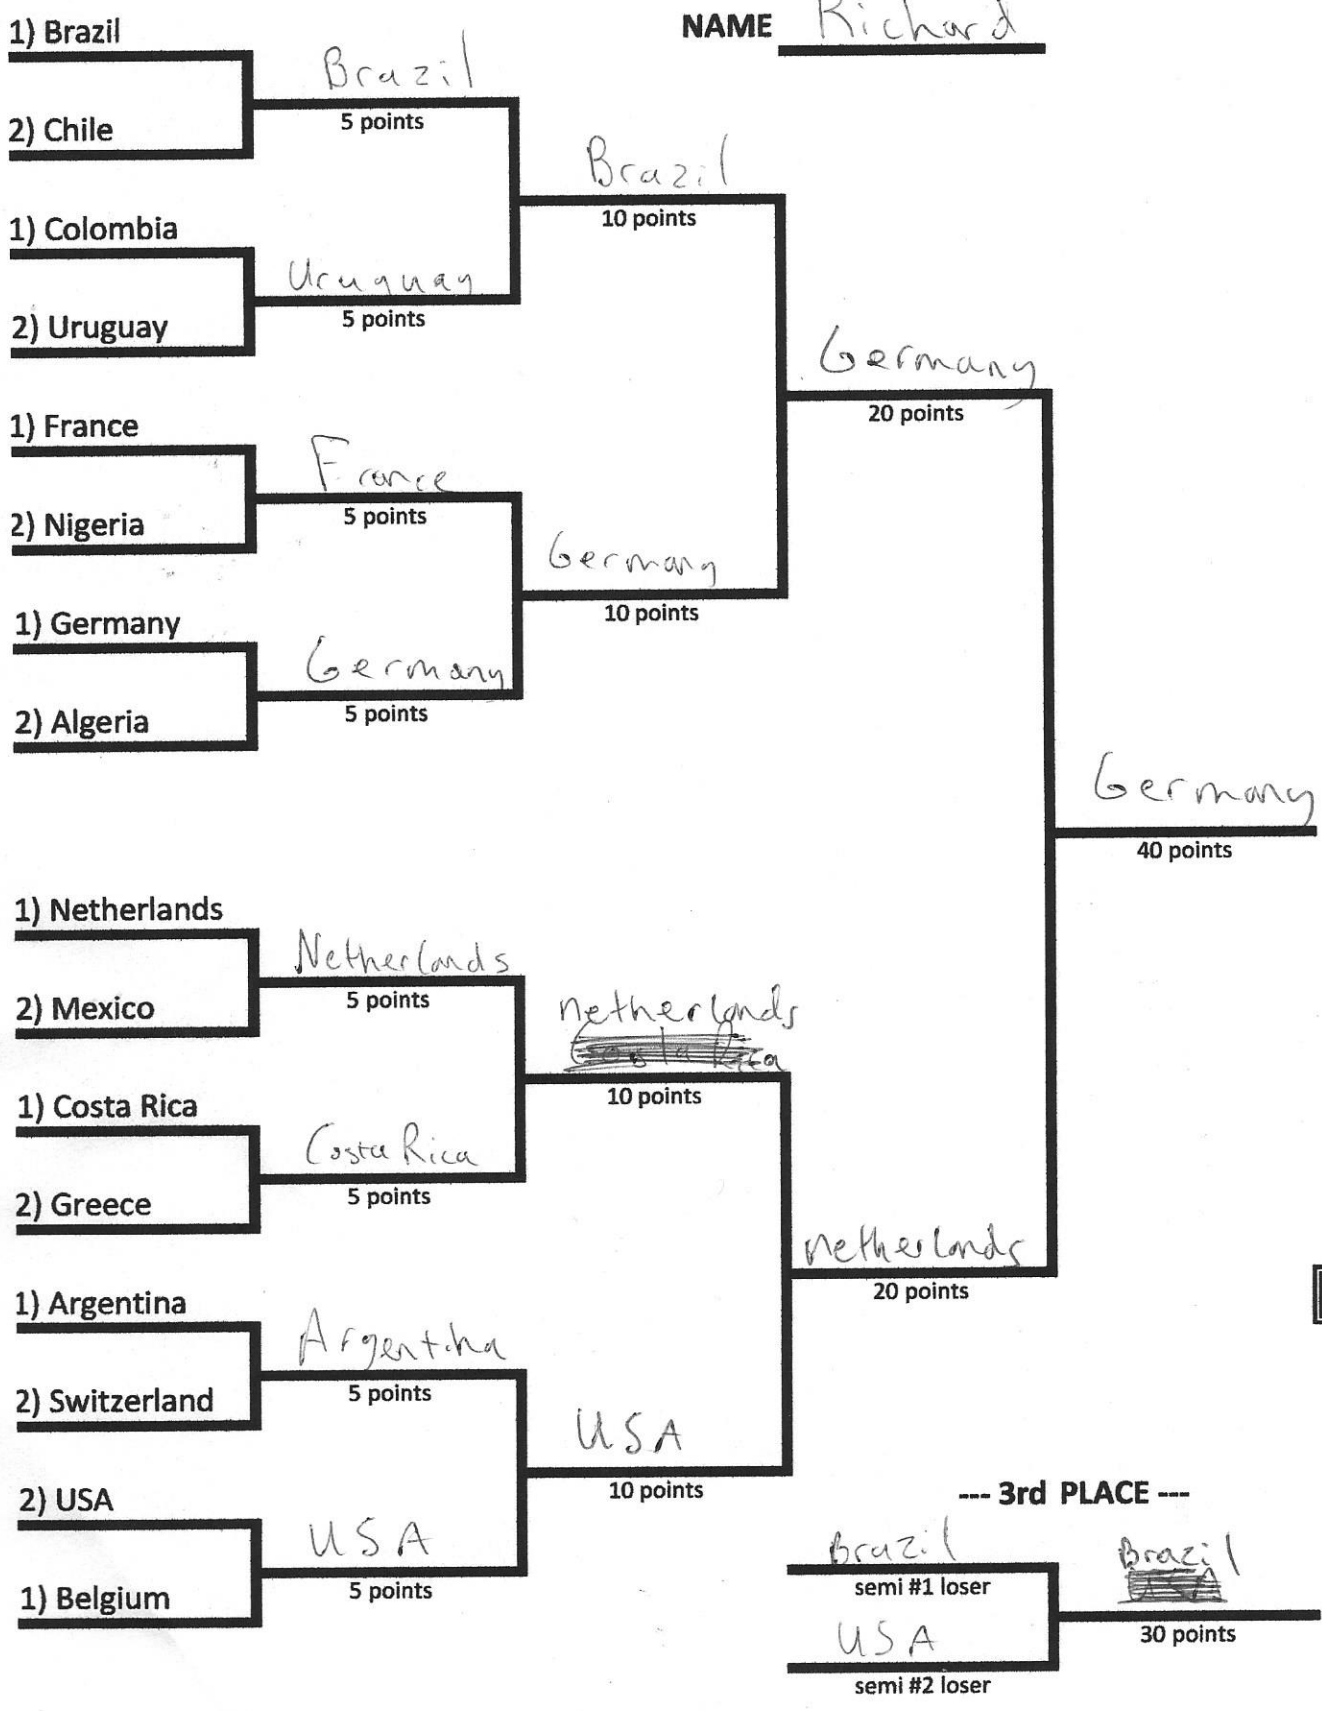 NAME Richard
1) Brazil
Brazil
5 points
2) Chile
Brazil
10 points
1) Colombia
Uruguay
5 points
2) Uruguay
Germany
20 points
1) France
France
5 points
2) Nigeria
Germany
10 points
1) Germany
Germany
5 points
2) Algeria
Germany
40 points
1) Netherlands
Netherlands
5 points
2) Mexico
netherlands
Costa Rica
10 points
1) Costa Rica
Costa Rica
5 points
2) Greece
netherlands
20 points
1) Argentina
Argentina
5 points
2) Switzerland
USA
10 points
2) USA
USA
5 points
1) Belgium
--- 3rd PLACE ---
Brazil
semi #1 loser
Brazil
USA
30 points
USA
semi #2 loser